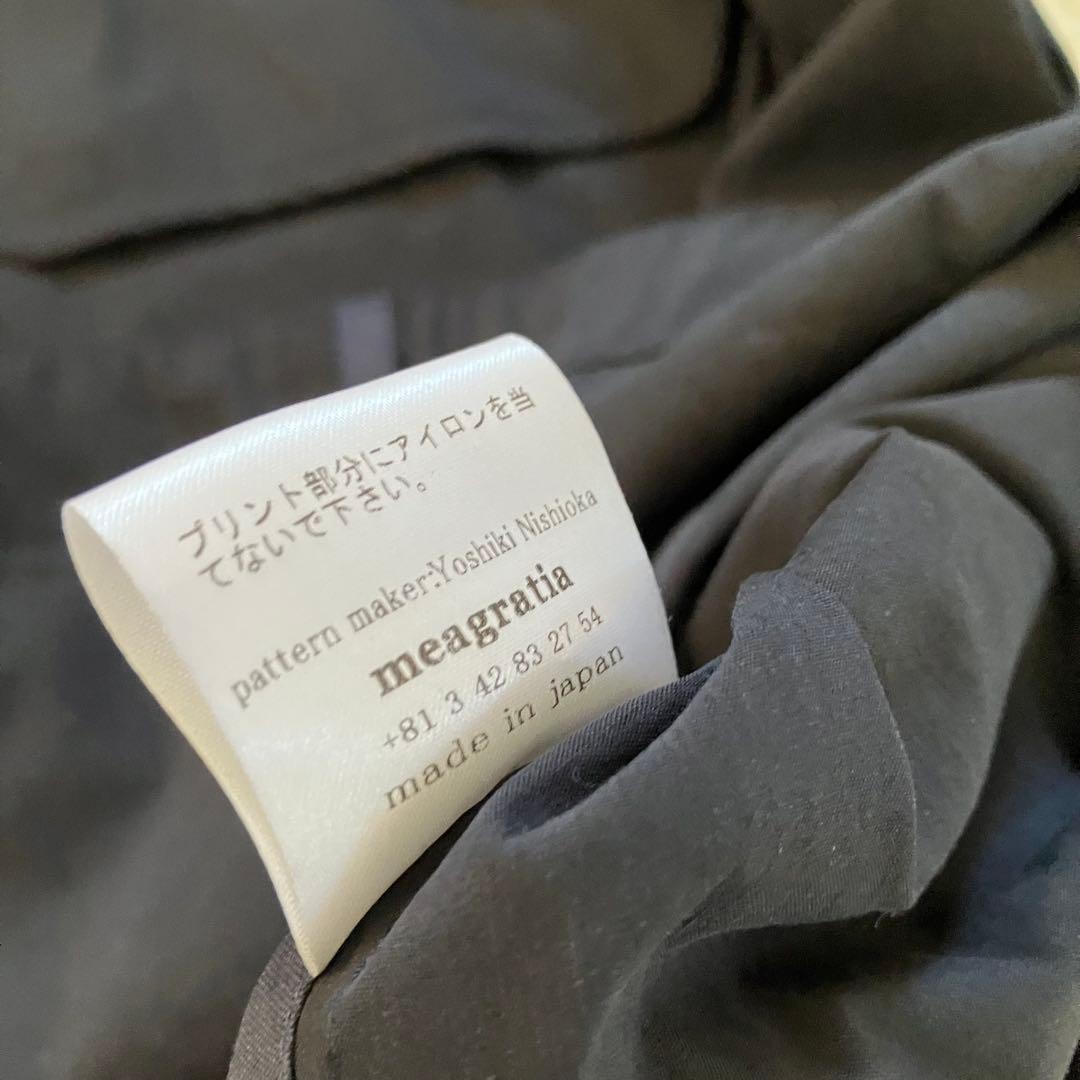 プリント部分にアイロンを当
てないで下さい。
pattern maker:Yoshiki Nishioka
meagratia
+81 3 42 83 27 54
made in japan